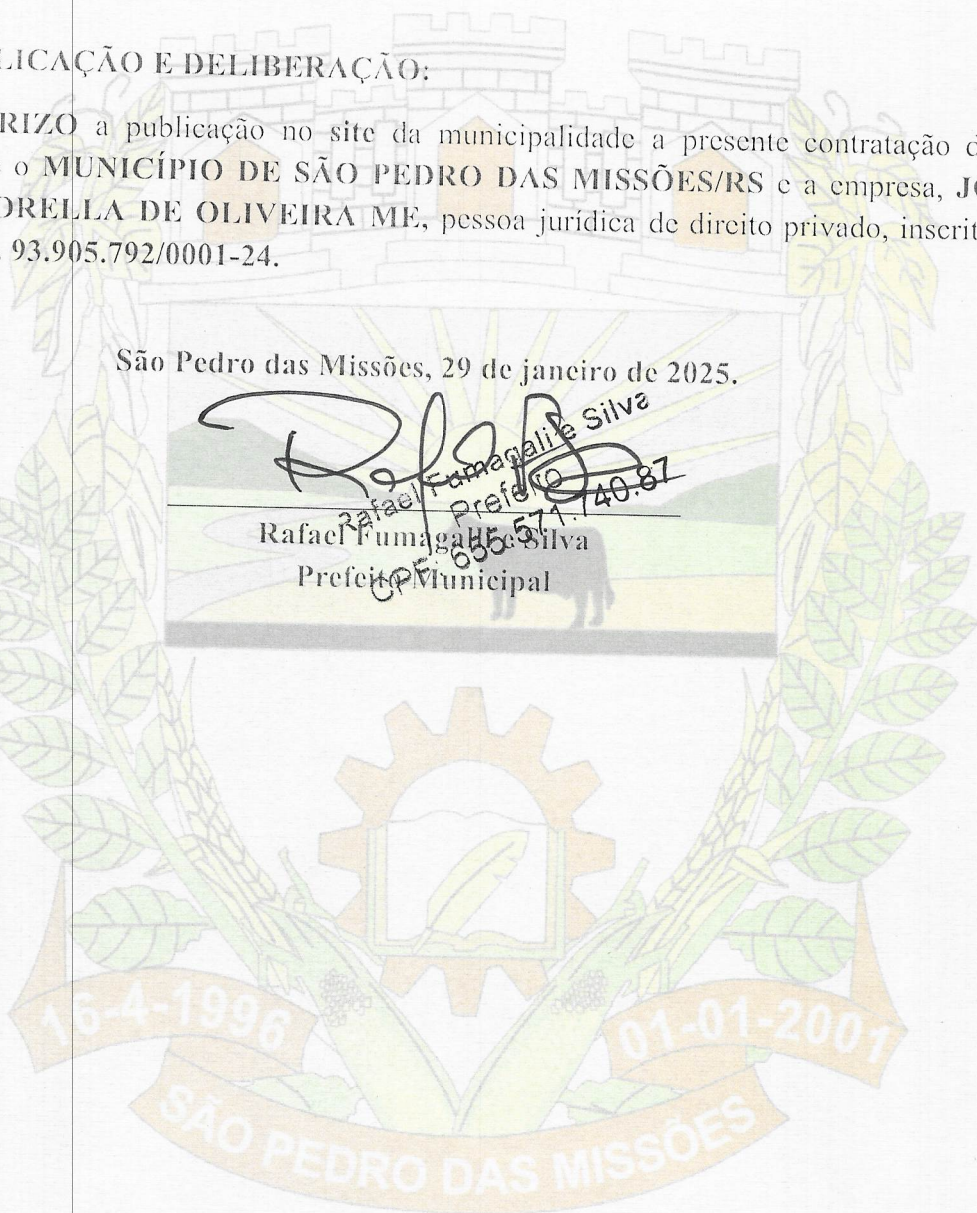 LICAÇÃO E DELIBERAÇÃO:
RIZO a publicação no site da municipalidade a presente contratação d
o MUNICÍPIO DE SÃO PEDRO DAS MISSÕES/RS e a empresa, JO
ORELLA DE OLIVEIRA ME, pessoa jurídica de direito privado, inscrit
93.905.792/0001-24.
São Pedro das Missões, 29 de janeiro de 2025.
Rafael Fumagalli e Silva
Prefeito
CPF: 655.571.740.87
Rafael Fumagalli e Silva
Prefeito Municipal
16-4-1996
01-01-2001
SÃO PEDRO DAS MISSÕES